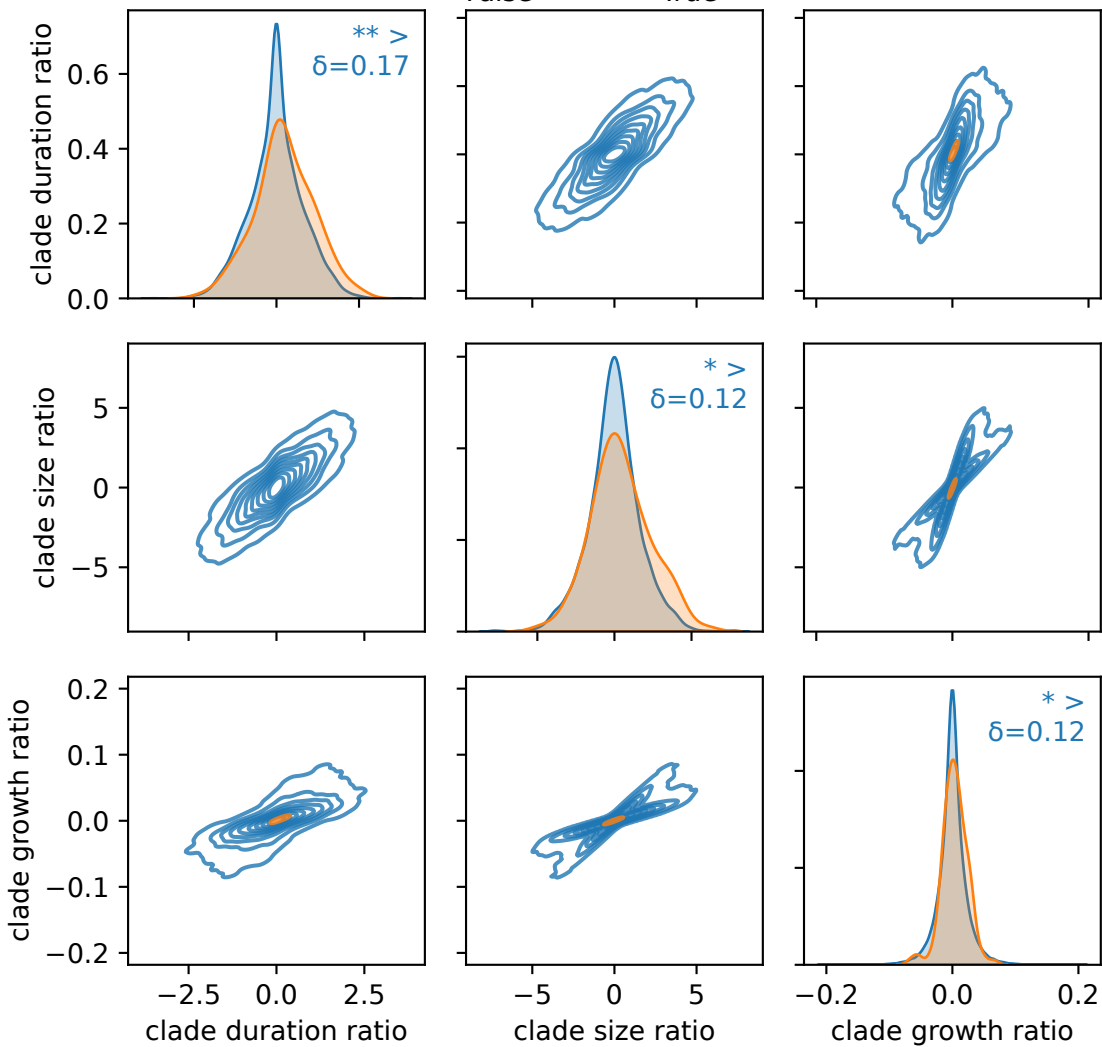 ** >
δ=0.17
clade duration ratio
0.6
0.4
0.2
0.0
* >
δ=0.12
clade size ratio
5
0
−5
* >
δ=0.12
clade growth ratio
0.2
0.1
0.0
−0.1
−0.2
−2.5 0.0 2.5 −5 0 5 −0.2 0.0 0.2
clade duration ratio clade size ratio clade growth ratio